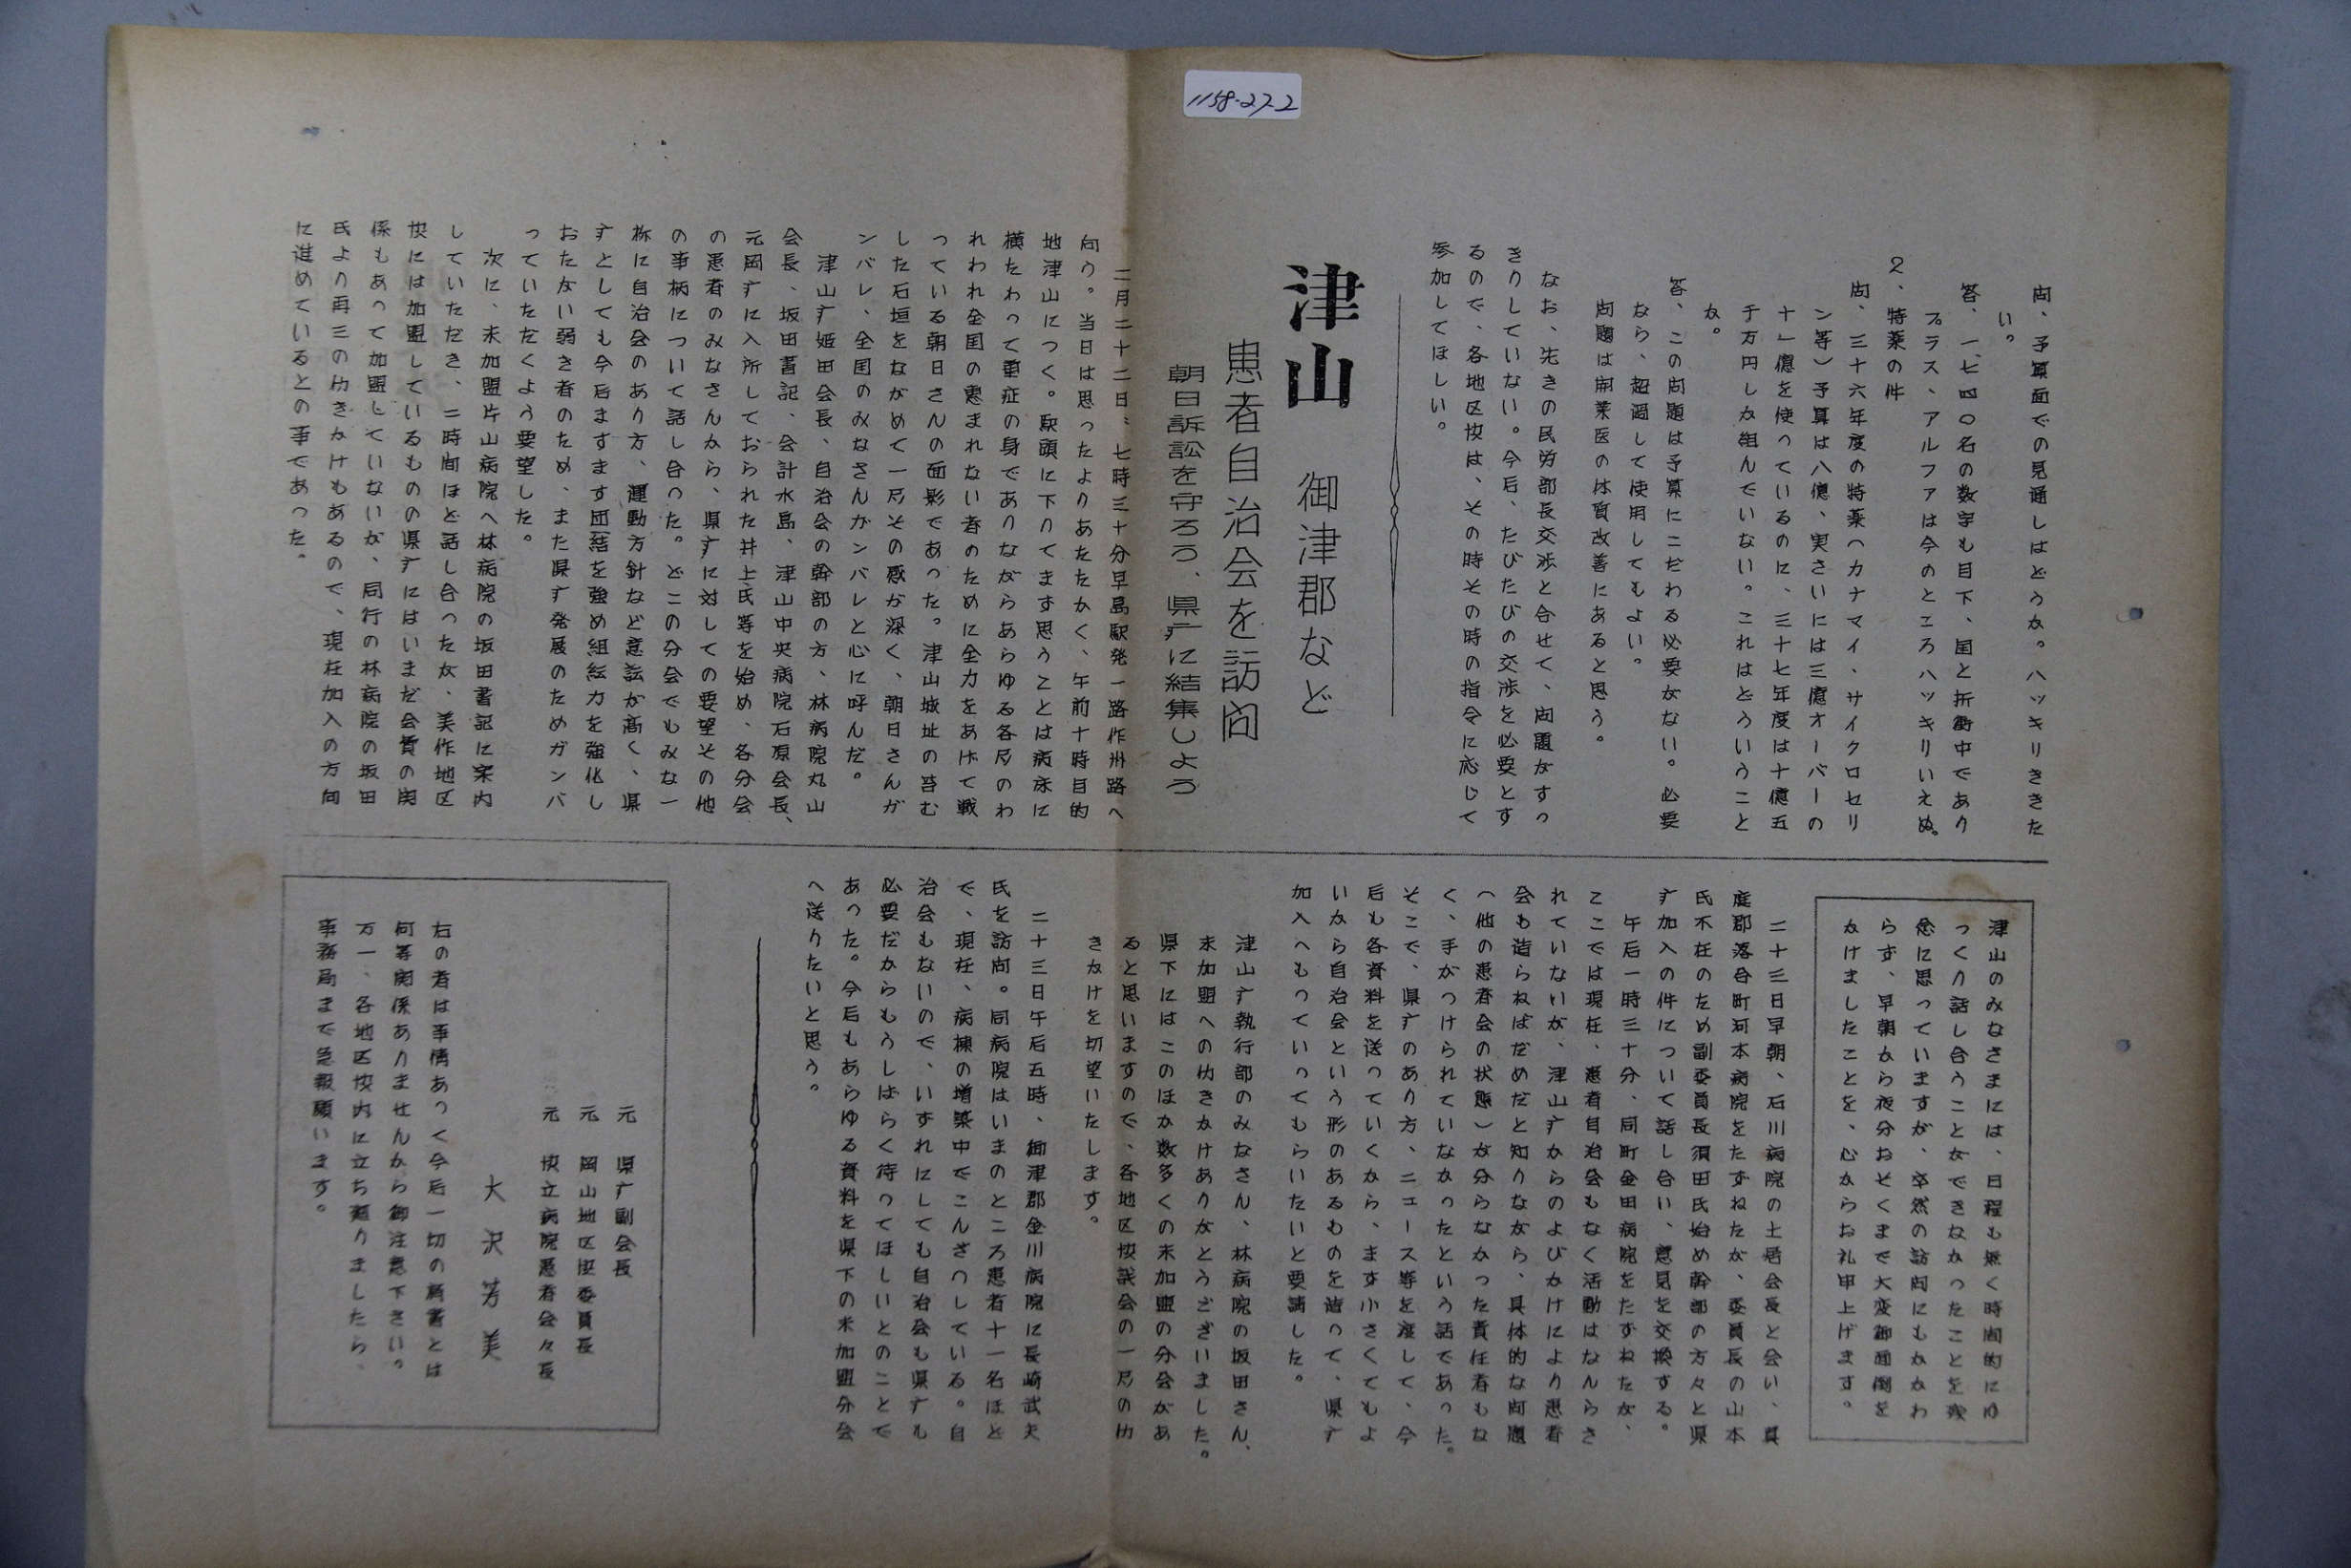 1158-27-2
問、予算面での見通しはどうか。ハッキリききた
い。
答、一、七四〇名の数字も目下、国と折衝中であり
プラス、アルファは今のところハッキリいえぬ。
2、特薬の件
問、三十六年度の特薬(カナマイ、サイクロセリ
ン等)予算は八億、実さいには三億オーバーの
十一億を使っているのに、三十七年度は十億五
千万円しか組んでいない。これはどういうこと
か。
答、この問題は予算にこだわる必要がない。必要
なら、超過して使用してもよい。
問題は開業医の体質改善にあると思う。
なお、先きの民労部長交渉と合せて、問題がすっ
きりしていない。今后、たびたびの交渉を必要とす
るので、各地区按は、その時その時の指令に応じて
参加してほしい。
津山 御津郡など
患者自治会を訪問
朝日訴訟を守ろう、県疒に結集しよう
二月二十二日、七時三十分早島駅発一路作州路へ
向う。当日は思ったよりあたたかく、午前十時目的
地津山につく。駅頭に下りてまず思うことは病床に
横たわって重症の身でありながらあらゆる各尽のわ
れわれ全国の恵まれない者のために全力をあげて戦
っている朝日さんの面影であった。津山城址の苔む
した石垣をながめて一尽その感が深く、朝日さんが
ンバレ、全国のみなさんガンバレと心に呼んだ。
津山疒姫田会長、自治会の幹部の方、林病院丸山
会長、坂田書記、会計水島、津山中央病院石原会長、
元岡疒に入所しておられた井上氏等を始め、各分会
の患者のみなさんから、県疒に対しての要望その他
の事柄について話し合った。どこの分会でもみな一
称に自治会のあり方、運動方針など意識が高く、県
疒としても今后ますます団結を強め組織力を強化し
おたがい弱き者のため、また県疒発展のためガンバ
っていただくよう要望した。
次に、未加盟片山病院へ林病院の坂田書記に案内
していただき、二時間ほど話し合ったが、美作地区
按には加盟しているものの県疒にはいまだ会費の関
係もあって加盟していないが、同行の林病院の坂田
氏より再三の仂きかけもあるので、現在加入の方向
に進めているとの事であった。
津山のみなさまには、日程も無く時間的にゆ
っくり話し合うことができなかったことを残
念に思っていますが、卒然の訪問にもかかわ
らず、早朝から夜分おそくまで大変御面倒を
かけましたことを、心からお礼申上げます。
二十三日早朝、石川病院の土居会長と会い、真
庭郡落合町河本病院をたずねたが、委員長の山本
氏不在のため副委員長須田氏始め幹部の方々と県
疒加入の件について話し合い、意見を交換する。
午后一時三十分、同町金田病院をたずねたが、
ここでは現在、患者自治会もなく活動はなんらさ
れていないが、津山疒からのよびかけにより患者
会も造らねばだめだと知りながら、具体的な問題
(他の患者会の状態)が分らなかった責任者もな
く、手がつけられていなかったという話であった。
そこで、県疒のあり方、ニュース等を渡して、今
后も各資料を送っていくから、まず小さくてもよ
いから自治会という形のあるものを造って、県疒
加入へもっていってもらいたいと要請した。
津山疒執行部のみなさん、林病院の坂田さん、
未加盟への仂きかけありがとうございました。
県下にはこのほか数多くの未加盟の分会があ
ると思いますので、各地区按議会の一尽の仂
きかけを切望いたします。
二十三日午后五時、御津郡金川病院に長崎武夫
氏を訪問。同病院はいまのところ患者十一名ほど
で、現在、病棟の増築中でこんざつしている。自
治会もないので、いずれにしても自治会も県疒も
必要だからもうしばらく待ってほしいとのことで
あった。今后もあらゆる資料を県下の未加盟分会
へ送りたいと思う。
元 県疒副会長
元 岡山地区按委員長
元 按立病院患者会々長
大沢芳美
右の者は事情あって今后一切の肩書とは
何等関係ありませんから御注意下さい。
万一、各地区按内に立ち廻りましたら、
事務局まで急報願います。